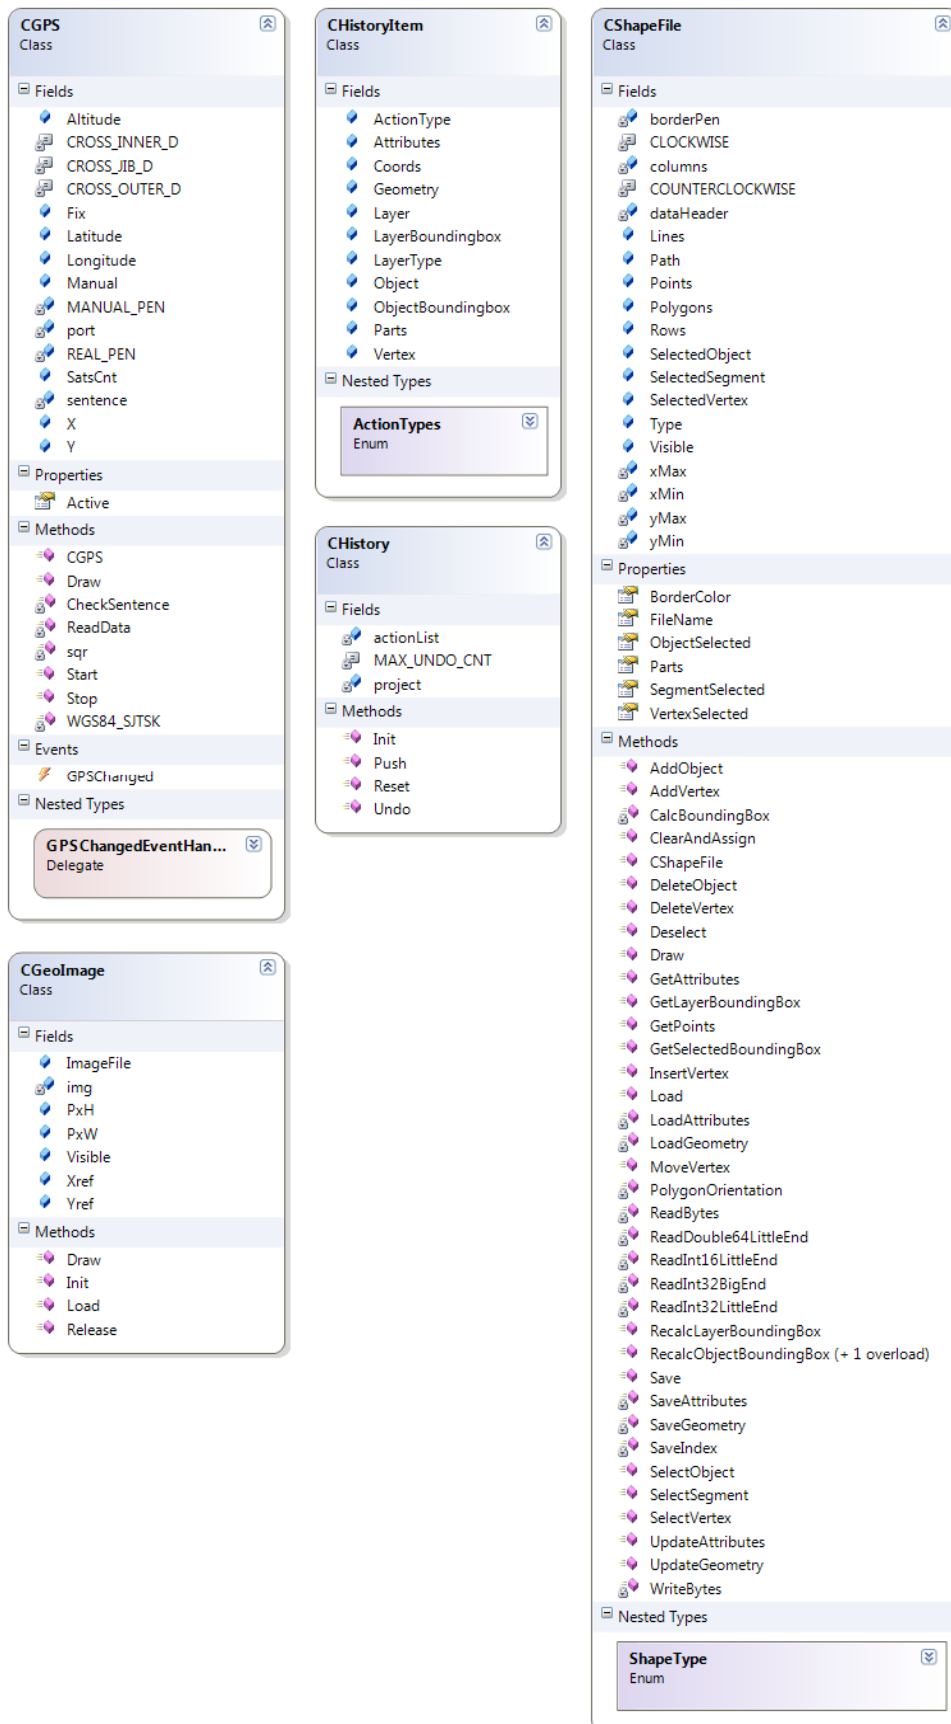 CGPS
Class
Fields
Altitude
CROSS_INNER_D
CROSS_JIB_D
CROSS_OUTER_D
Fix
Latitude
Longitude
Manual
MANUAL_PEN
port
REAL_PEN
SatsCnt
sentence
X
Y
Properties
Active
Methods
CGPS
Draw
CheckSentence
ReadData
sqr
Start
Stop
WGS84_SJTSK
Events
GPSChanged
Nested Types
GPSChangedEventHan...
Delegate
CGeoImage
Class
Fields
ImageFile
img
PxH
PxW
Visible
Xref
Yref
Methods
Draw
Init
Load
Release
CHistoryItem
Class
Fields
ActionType
Attributes
Coords
Geometry
Layer
LayerBoundingbox
LayerType
Object
ObjectBoundingbox
Parts
Vertex
Nested Types
ActionTypes
Enum
CHistory
Class
Fields
actionList
MAX_UNDO_CNT
project
Methods
Init
Push
Reset
Undo
CShapeFile
Class
Fields
borderPen
CLOCKWISE
columns
COUNTERCLOCKWISE
dataHeader
Lines
Path
Points
Polygons
Rows
SelectedObject
SelectedSegment
SelectedVertex
Type
Visible
xMax
xMin
yMax
yMin
Properties
BorderColor
FileName
ObjectSelected
Parts
SegmentSelected
VertexSelected
Methods
AddObject
AddVertex
CalcBoundingBox
ClearAndAssign
CShapeFile
DeleteObject
DeleteVertex
Deselect
Draw
GetAttributes
GetLayerBoundingBox
GetPoints
GetSelectedBoundingBox
InsertVertex
Load
LoadAttributes
LoadGeometry
MoveVertex
PolygonOrientation
ReadBytes
ReadDouble64LittleEnd
ReadInt16LittleEnd
ReadInt32BigEnd
ReadInt32LittleEnd
RecalcLayerBoundingBox
RecalcObjectBoundingBox (+ 1 overload)
Save
SaveAttributes
SaveGeometry
SaveIndex
SelectObject
SelectSegment
SelectVertex
UpdateAttributes
UpdateGeometry
WriteBytes
Nested Types
ShapeType
Enum